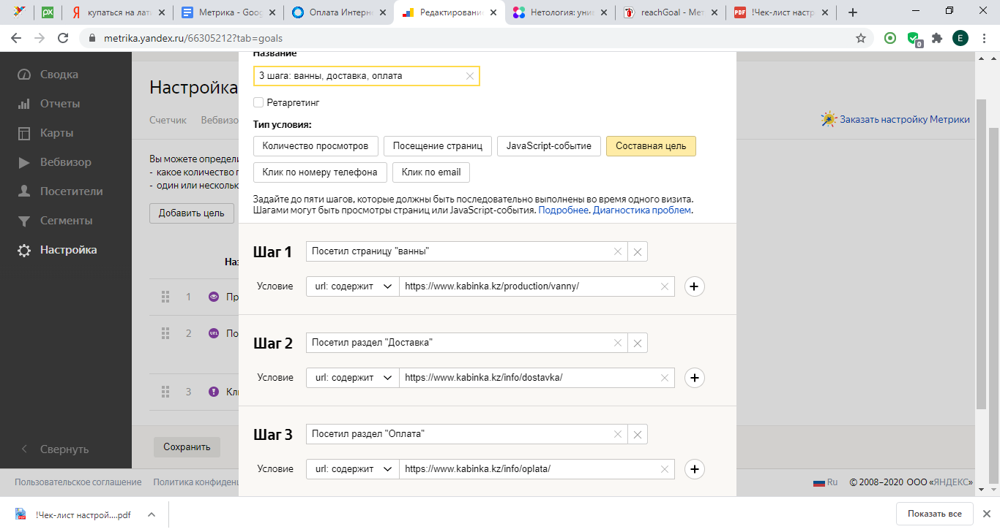 купаться на лати
Метрика - Goog
Оплата Интерне
Редактировани
Нетология: уни
reachGoal - Мет
!Чек-лист настр
metrika.yandex.ru/66305212?tab=goals
Сводка
Отчеты
Карты
Вебвизор
Посетители
Сегменты
Настройка
Свернуть
Настройка
Счетчик Вебвизо
Заказать настройку Метрики
Вы можете определи
- какое количество п
- один или нескольк
Добавить цель
Наз
1 Пр
2 URL По
3 Кли
Сохранить
Название
3 шага: ванны, доставка, оплата
Ретаргетинг
Тип условия:
Количество просмотров Посещение страниц JavaScript-событие Составная цель
Клик по номеру телефона Клик по email
Задайте до пяти шагов, которые должны быть последовательно выполнены во время одного визита.
Шагами могут быть просмотры страниц или JavaScript-события. Подробнее. Диагностика проблем.
Шаг 1 Посетил страницу "ванны"
Условие url: содержит https://www.kabinka.kz/production/vanny/
Шаг 2 Посетил раздел "Доставка"
Условие url: содержит https://www.kabinka.kz/info/dostavka/
Шаг 3 Посетил раздел "Оплата"
Условие url: содержит https://www.kabinka.kz/info/oplata/
Пользовательское соглашение Политика конфиден
Ru © 2008–2020 ООО «ЯНДЕКС»
!Чек-лист настрой....pdf
Показать все